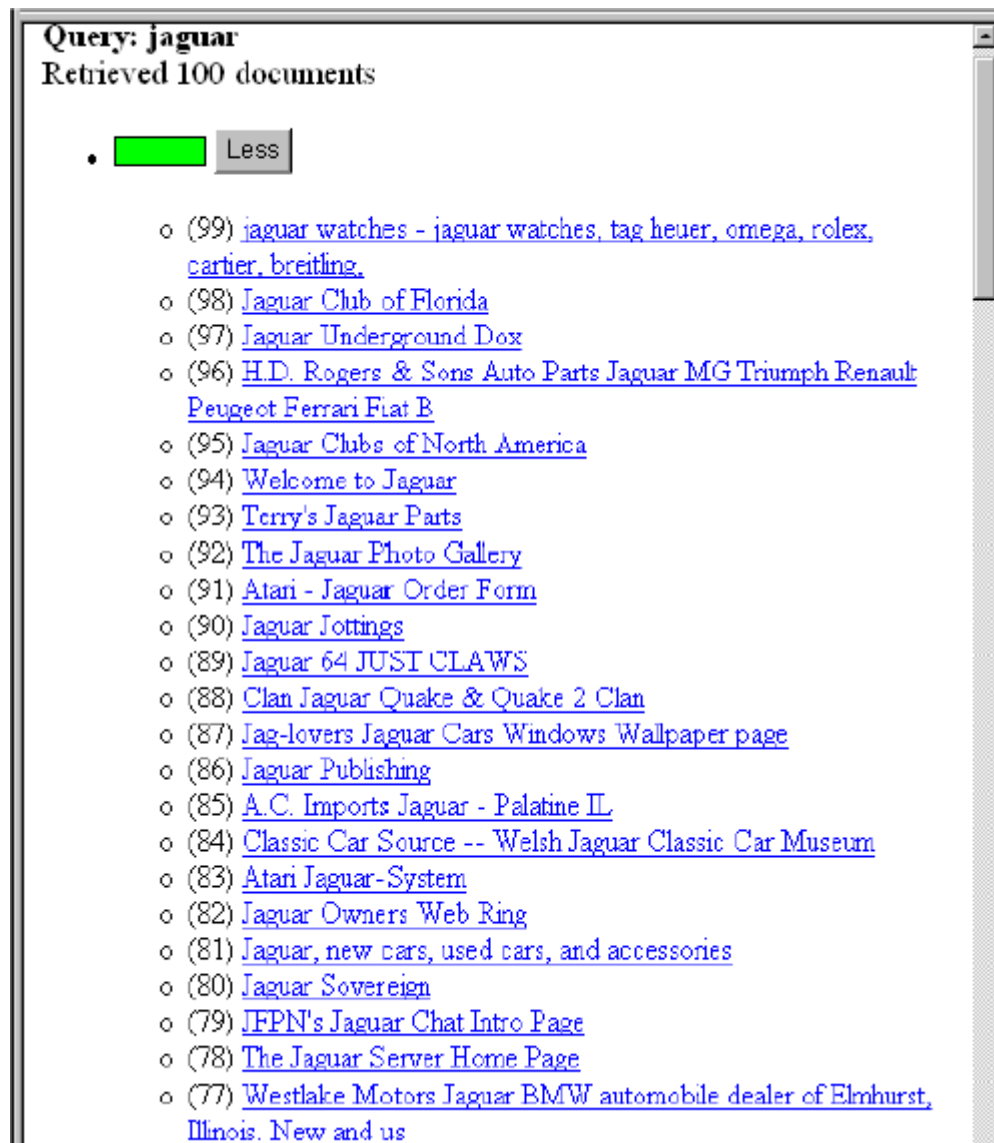 Query: jaguar
Retrieved 100 documents
Less
(99) jaguar watches - jaguar watches, tag heuer, omega, rolex,
cartier, breitling,
(98) Jaguar Club of Florida
(97) Jaguar Underground Dox
(96) H.D. Rogers & Sons Auto Parts Jaguar MG Triumph Renault
Peugeot Ferrari Fiat B
(95) Jaguar Clubs of North America
(94) Welcome to Jaguar
(93) Terry's Jaguar Parts
(92) The Jaguar Photo Gallery
(91) Atari - Jaguar Order Form
(90) Jaguar Jottings
(89) Jaguar 64 JUST CLAWS
(88) Clan Jaguar Quake & Quake 2 Clan
(87) Jag-lovers Jaguar Cars Windows Wallpaper page
(86) Jaguar Publishing
(85) A.C. Imports Jaguar - Palatine IL
(84) Classic Car Source -- Welsh Jaguar Classic Car Museum
(83) Atari Jaguar-System
(82) Jaguar Owners Web Ring
(81) Jaguar, new cars, used cars, and accessories
(80) Jaguar Sovereign
(79) JFPN's Jaguar Chat Intro Page
(78) The Jaguar Server Home Page
(77) Westlake Motors Jaguar BMW automobile dealer of Elmhurst,
Illinois. New and us